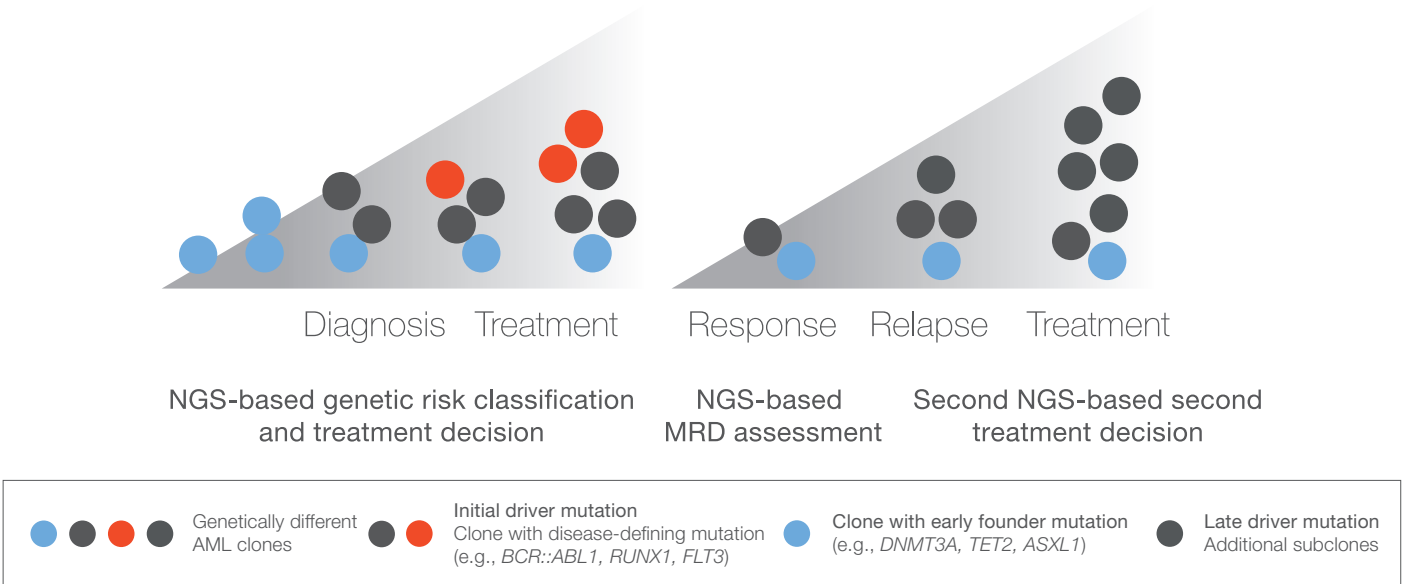 Diagnosis Treatment Response Relapse Treatment
NGS-based genetic risk classification
and treatment decision
NGS-based
MRD assessment
Second NGS-based second
treatment decision
Genetically different
AML clones
Initial driver mutation
Clone with disease-defining mutation
(e.g., BCR::ABL1, RUNX1, FLT3)
Clone with early founder mutation
(e.g., DNMT3A, TET2, ASXL1)
Late driver mutation
Additional subclones